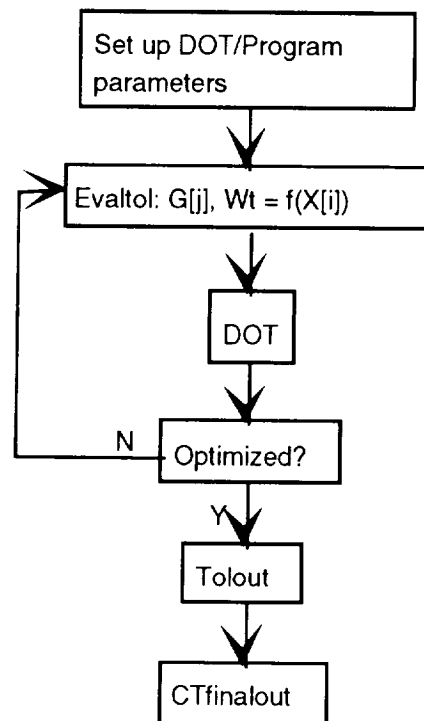 Set up DOT/Program
parameters
Evaltol: G[j], Wt = f(X[i])
DOT
N
Optimized?
Y
Tolout
CTfinalout